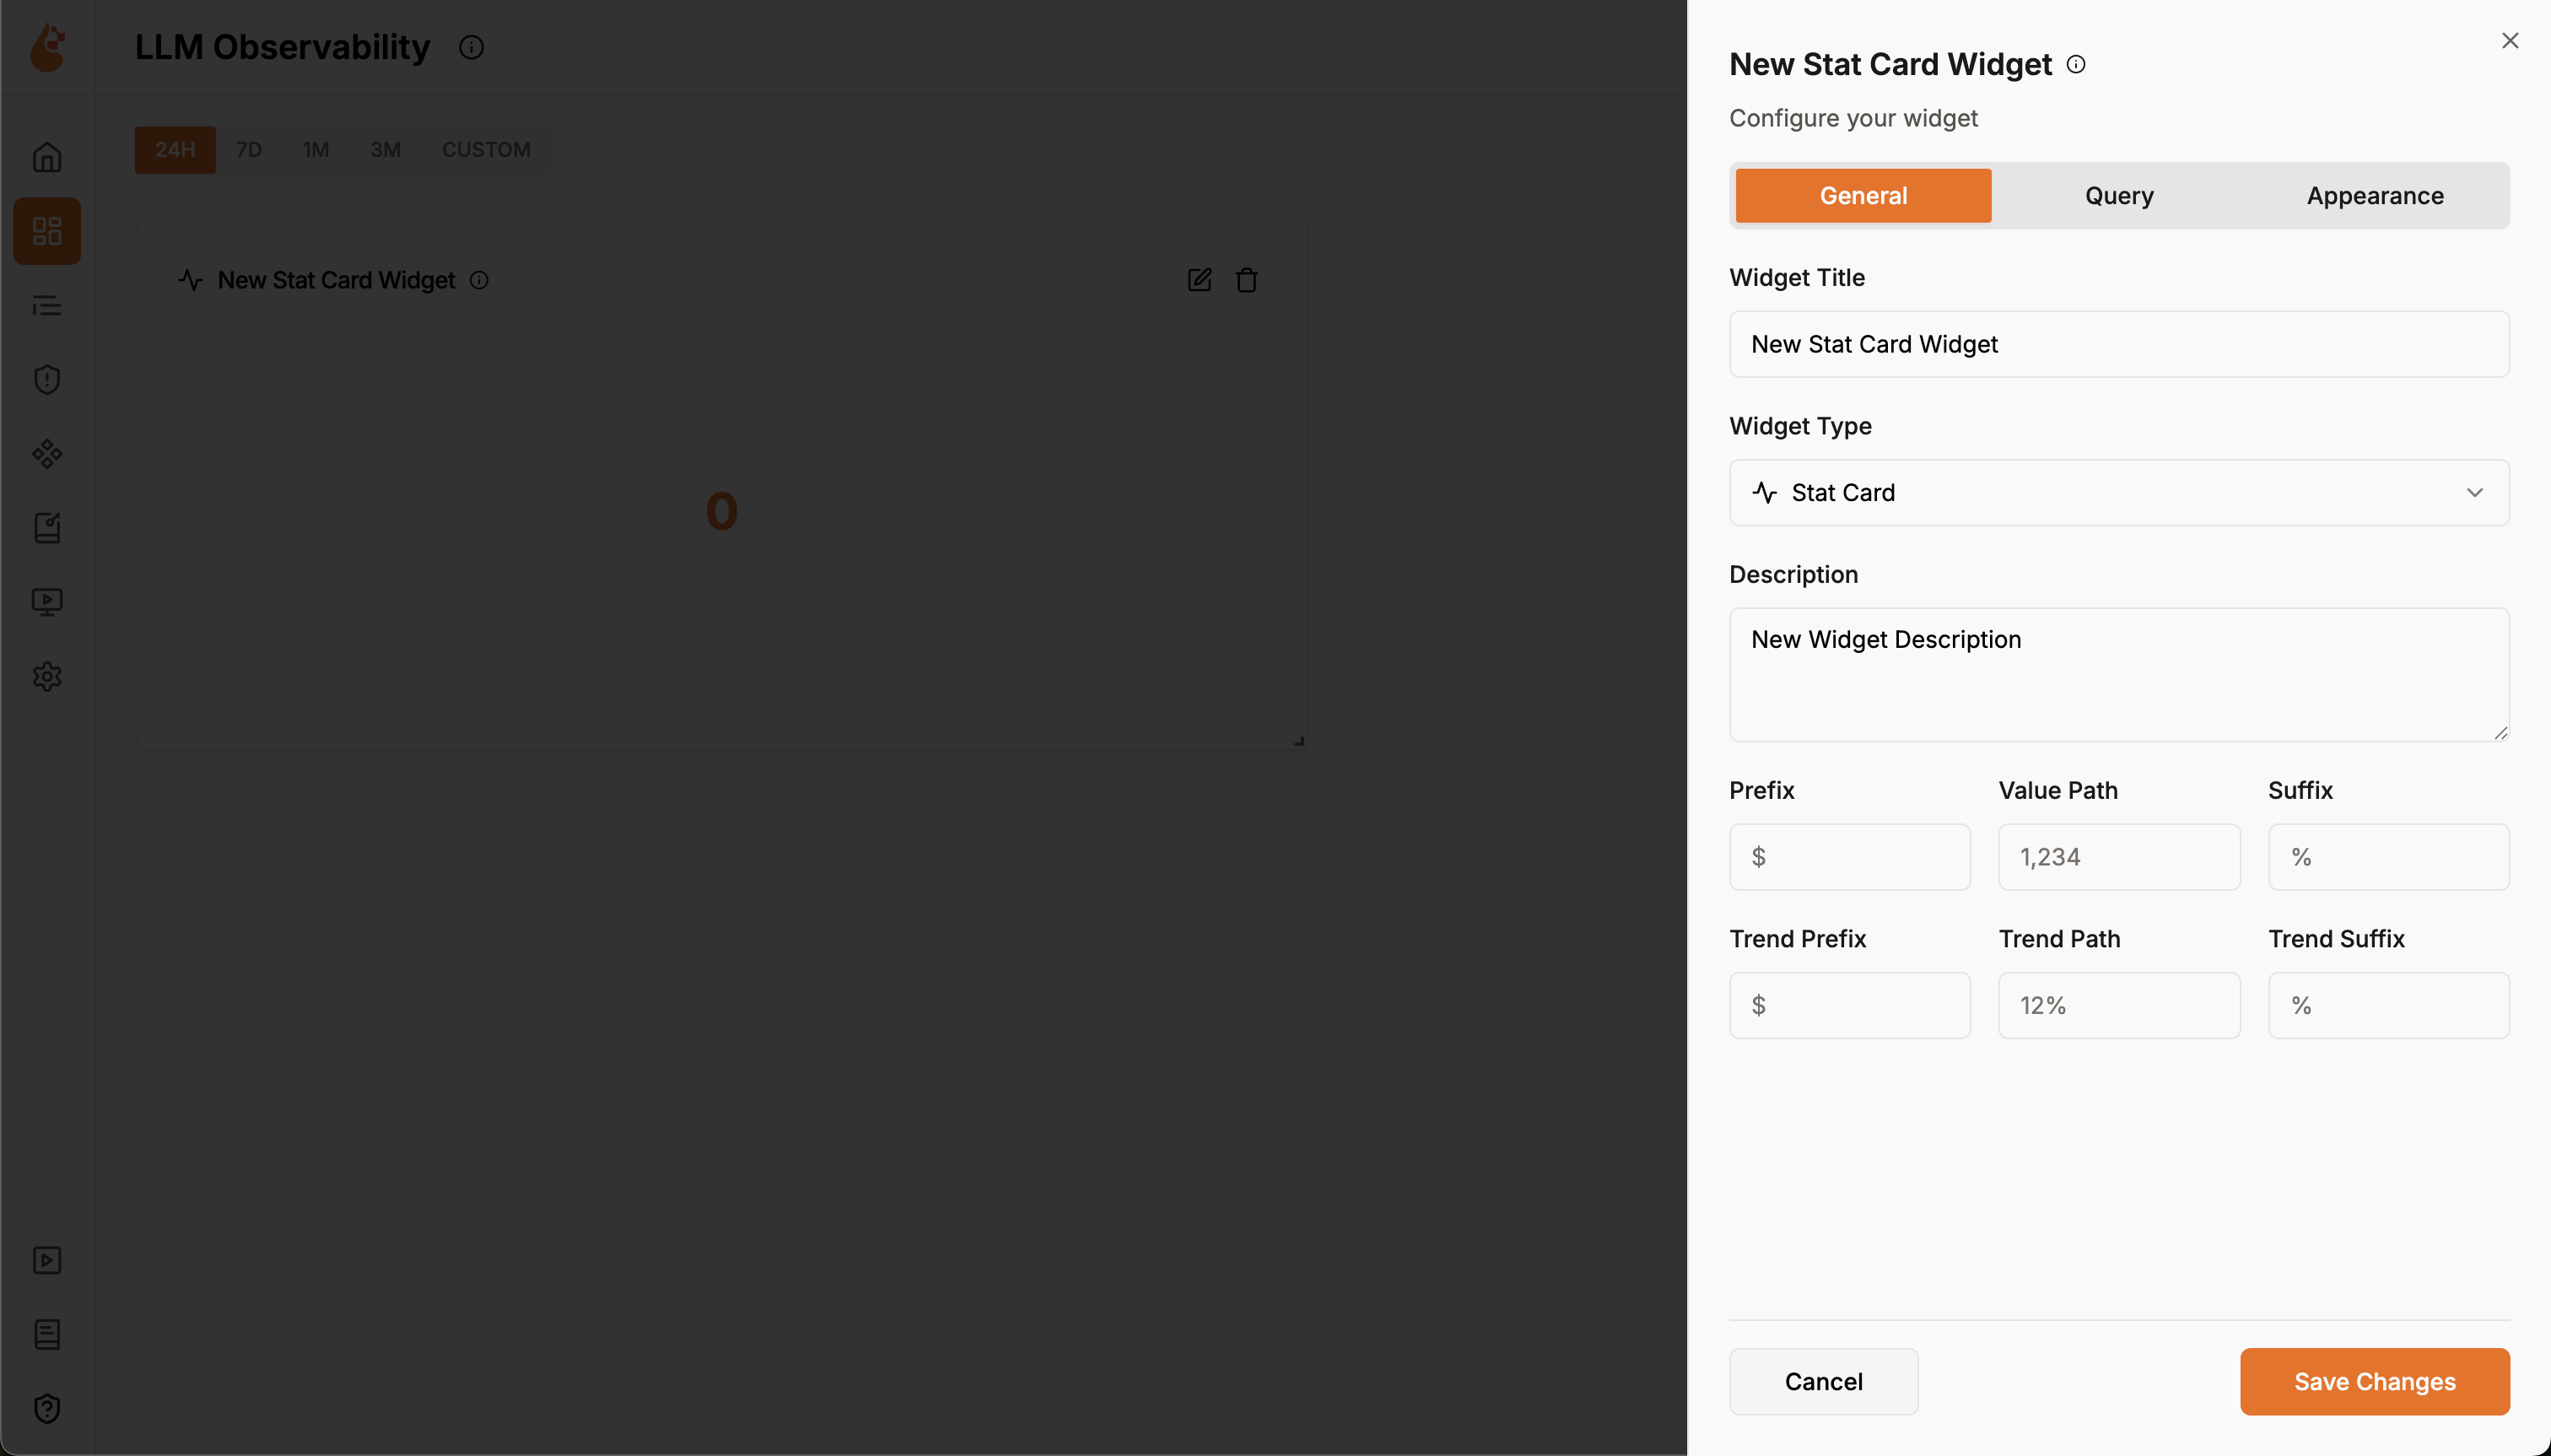 LLM Observability
24H 7D 1M 3M CUSTOM
New Stat Card Widget
0
New Stat Card Widget
Configure your widget
General Query Appearance
Widget Title
New Stat Card Widget
Widget Type
Stat Card
Description
New Widget Description
Prefix Value Path Suffix
$ 1,234 %
Trend Prefix Trend Path Trend Suffix
$ 12% %
Cancel Save Changes